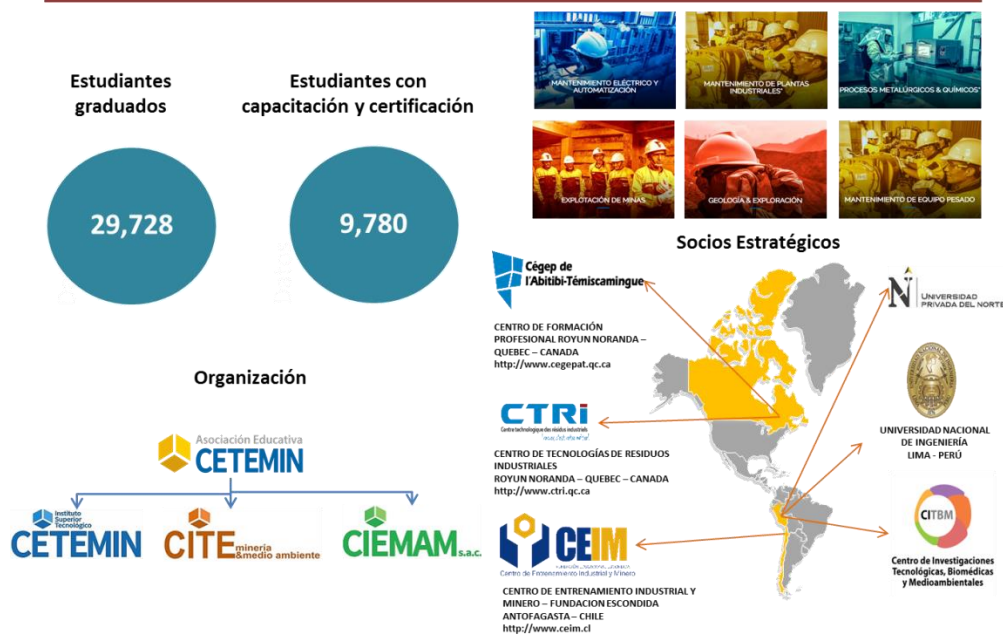 Estudiantes
graduados
Estudiantes con
capacitación y certificación
29,728
9,780
MANTENIMIENTO ELÉCTRICO Y
AUTOMATIZACIÓN
MANTENIMIENTO DE PLANTAS
INDUSTRIALES*
PROCESOS METALÚRGICOS & QUÍMICOS*
EXPLOTACIÓN DE MINAS
GEOLOGÍA & EXPLORACIÓN
MANTENIMIENTO DE EQUIPO PESADO
Organización
Asociación Educativa
CETEMIN
Instituto
Superior
Tecnológico
CETEMIN
CITE minería
&medio ambiente
CIEMAM s.a.c.
Socios Estratégicos
Cégep de
l'Abitibi-Témiscamingue
CENTRO DE FORMACIÓN
PROFESIONAL ROYUN NORANDA –
QUEBEC – CANADA
http://www.cegepat.qc.ca
CTRi
Centre technologique des résidus industriels
CENTRO DE TECNOLOGÍAS DE RESIDUOS
INDUSTRIALES
ROYUN NORANDA – QUEBEC – CANADA
http://www.ctri.qc.ca
CEIM
Centro de Entrenamiento Industrial y Minero
CENTRO DE ENTRENAMIENTO INDUSTRIAL Y
MINERO – FUNDACION ESCONDIDA
ANTOFAGASTA – CHILE
http://www.ceim.cl
N UNIVERSIDAD
PRIVADA DEL NORTE
UNIVERSIDAD NACIONAL
DE INGENIERÍA
LIMA - PERÚ
CITBM
Centro de Investigaciones
Tecnológicas, Biomédicas
y Medioambientales